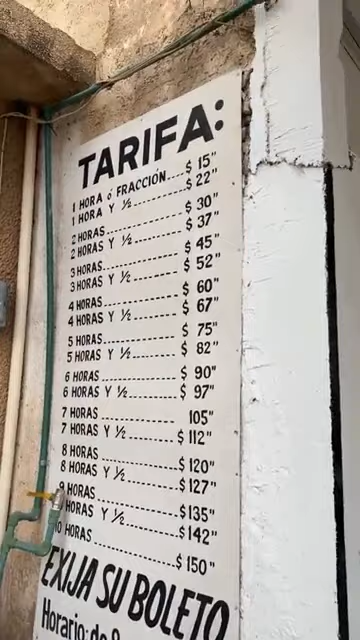 TARIFA:
1 HORA ó FRACCIÓN....$ 15"
1 HORA Y ½............$ 22"
2 HORAS...............$ 30"
2 HORAS Y ½..........$ 37"
3 HORAS...............$ 45"
3 HORAS Y ½..........$ 52"
4 HORAS...............$ 60"
4 HORAS Y ½..........$ 67"
5 HORAS...............$ 75"
5 HORAS Y ½..........$ 82"
6 HORAS...............$ 90"
6 HORAS Y ½..........$ 97"
7 HORAS............... 105"
7 HORAS Y ½..........$ 112"
8 HORAS...............$ 120"
8 HORAS Y ½..........$ 127"
9 HORAS...............$ 135"
HORAS Y ½..........$ 142"
0 HORAS...............$ 150"
EXIJA SU BOLETO
Horario: de